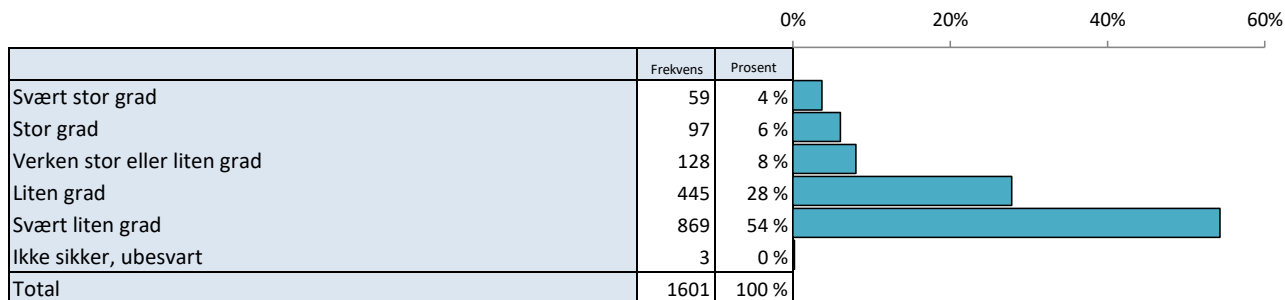 0% 20% 40% 60%
Frekvens Prosent
Svært stor grad 59 4 %
Stor grad 97 6 %
Verken stor eller liten grad 128 8 %
Liten grad 445 28 %
Svært liten grad 869 54 %
Ikke sikker, ubesvart 3 0 %
Total 1601 100 %